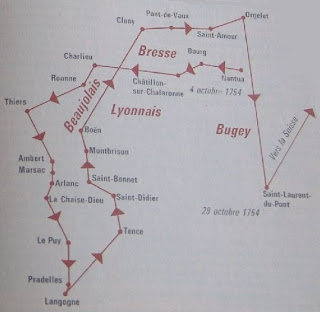 Pont-de-Vaux
Orgelet
Cluny
Saint-Amour
Charlieu
Bresse
Bourg
Roanne
Châtillon-
sur Chalaronne
Nantua
4 octobre 1754
Thiers
Beaujolais
Lyonnais
Bugey
Vers la Suisse
Boën
Montbrison
Ambert
Marsac
Arlanc
Saint-Bonnet
La Chaise-Dieu
Saint-Didier
Saint-Laurent-
du-Pont
29 octobre 1754
Le Puy
Tence
Pradelles
Langogne